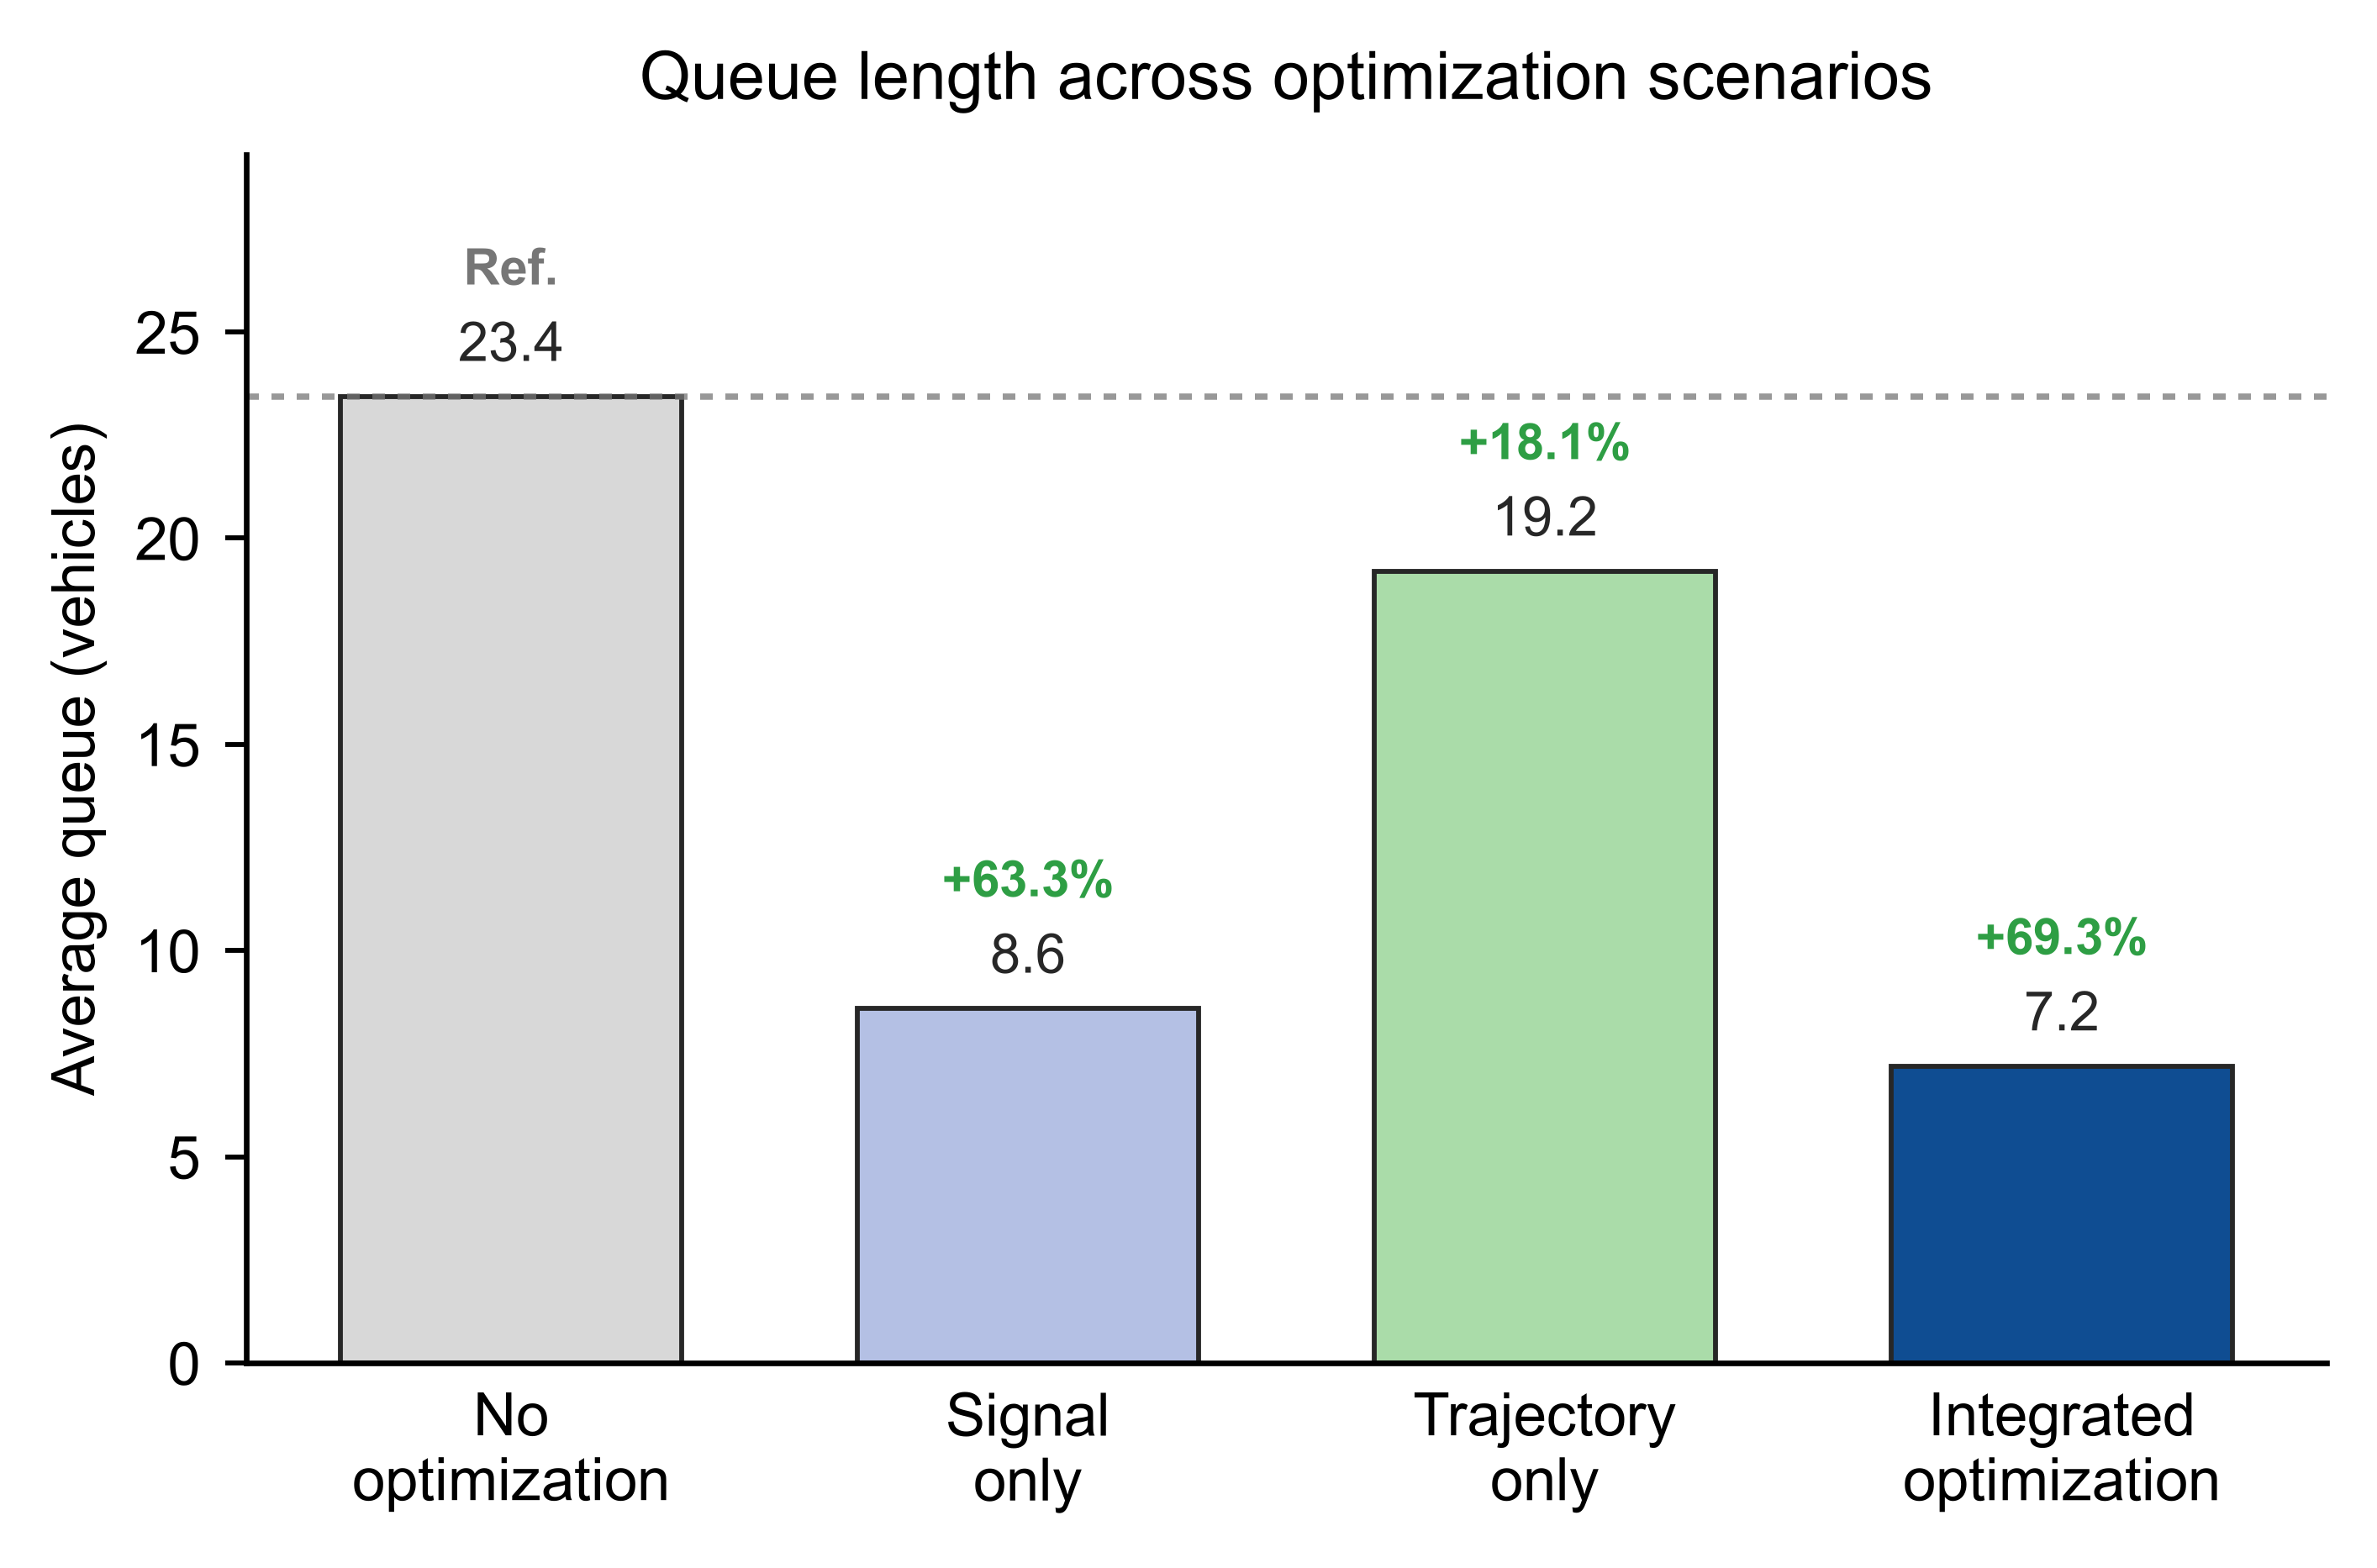 Queue length across optimization scenarios
Average queue (vehicles)
25
20
15
10
5
0
Ref.
23.4
+63.3%
8.6
+18.1%
19.2
+69.3%
7.2
No
optimization
Signal
only
Trajectory
only
Integrated
optimization